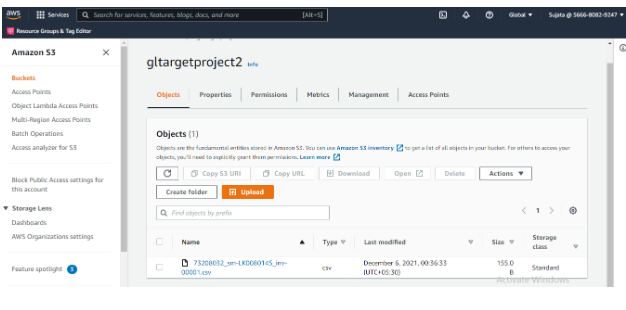 aws Services Search for services, features, blogs, docs, and more [Alt+S] Global ▼ Sujata @ 5666-8082-9247 ▼
Resource Groups & Tag Editor
Amazon S3
Buckets
Access Points
Object Lambda Access Points
Multi-Region Access Points
Batch Operations
Access analyzer for S3
Block Public Access settings for
this account
▼ Storage Lens
Dashboards
AWS Organizations settings
Feature spotlight 3
gltargetproject2 Info
Objects Properties Permissions Metrics Management Access Points
Objects (1)
Objects are the fundamental entities stored in Amazon S3. You can use Amazon S3 inventory to get a list of all objects in your bucket. For others to access your
objects, you'll need to explicitly grant them permissions. Learn more
Copy S3 URI Copy URL Download Open Delete Actions ▼
Create folder Upload
Find objects by prefix
< 1 >
Name ▲ Type Last modified Size Storage
class
73208032_sm-LK0080145_inv-
00001.csv
csv
December 6, 2021, 00:36:33
(UTC+05:30)
155.0
B
Standard
Activate Windows